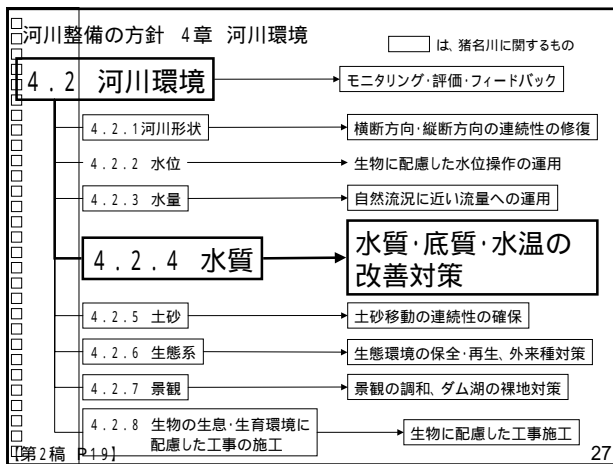 河川整備の方針 4章 河川環境
は、猪名川に関するもの
4.2 河川環境
モニタリング・評価・フィードバック
4.2.1河川形状
横断方向・縦断方向の連続性の修復
4.2.2 水位
生物に配慮した水位操作の運用
4.2.3 水量
自然流況に近い流量への運用
4.2.4 水質
水質・底質・水温の
改善対策
4.2.5 土砂
土砂移動の連続性の確保
4.2.6 生態系
生態環境の保全・再生、外来種対策
4.2.7 景観
景観の調和、ダム湖の裸地対策
4.2.8 生物の生息・生育環境に
配慮した工事の施工
生物に配慮した工事施工
【第2稿 P19】
27